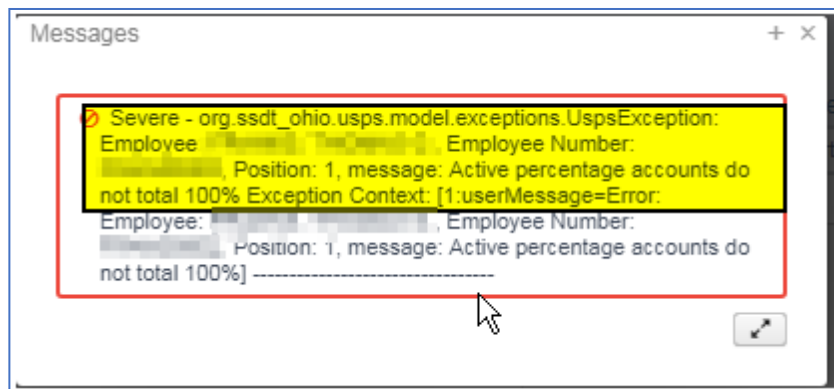 Messages
Severe - org.ssdt_ohio.usps.model.exceptions.UspsException:
Employee , Employee Number:
, Position: 1, message: Active percentage accounts do
not total 100% Exception Context: [1:userMessage=Error:
Employee: , Employee Number:
, Position: 1, message: Active percentage accounts do
not total 100%] ----------------------------------